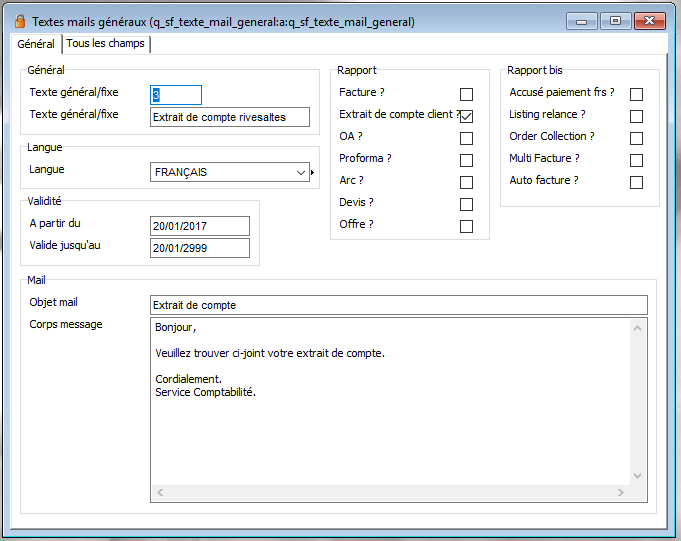 Textes mails généraux (q_sf_texte_mail_general:a:q_sf_texte_mail_general)
Général
Tous les champs
Général
Texte général/fixe
3
Texte général/fixe
Extrait de compte rivesaltes
Langue
Langue
FRANÇAIS
Validité
A partir du
20/01/2017
Valide jusqu'au
20/01/2999
Rapport
Facture ?
Extrait de compte client ?
OA ?
Proforma ?
Arc ?
Devis ?
Offre ?
Rapport bis
Accusé paiement frs ?
Listing relance ?
Order Collection ?
Multi Facture ?
Auto facture ?
Mail
Objet mail
Extrait de compte
Corps message
Bonjour,
Veuillez trouver ci-joint votre extrait de compte.
Cordialement.
Service Comptabilité.